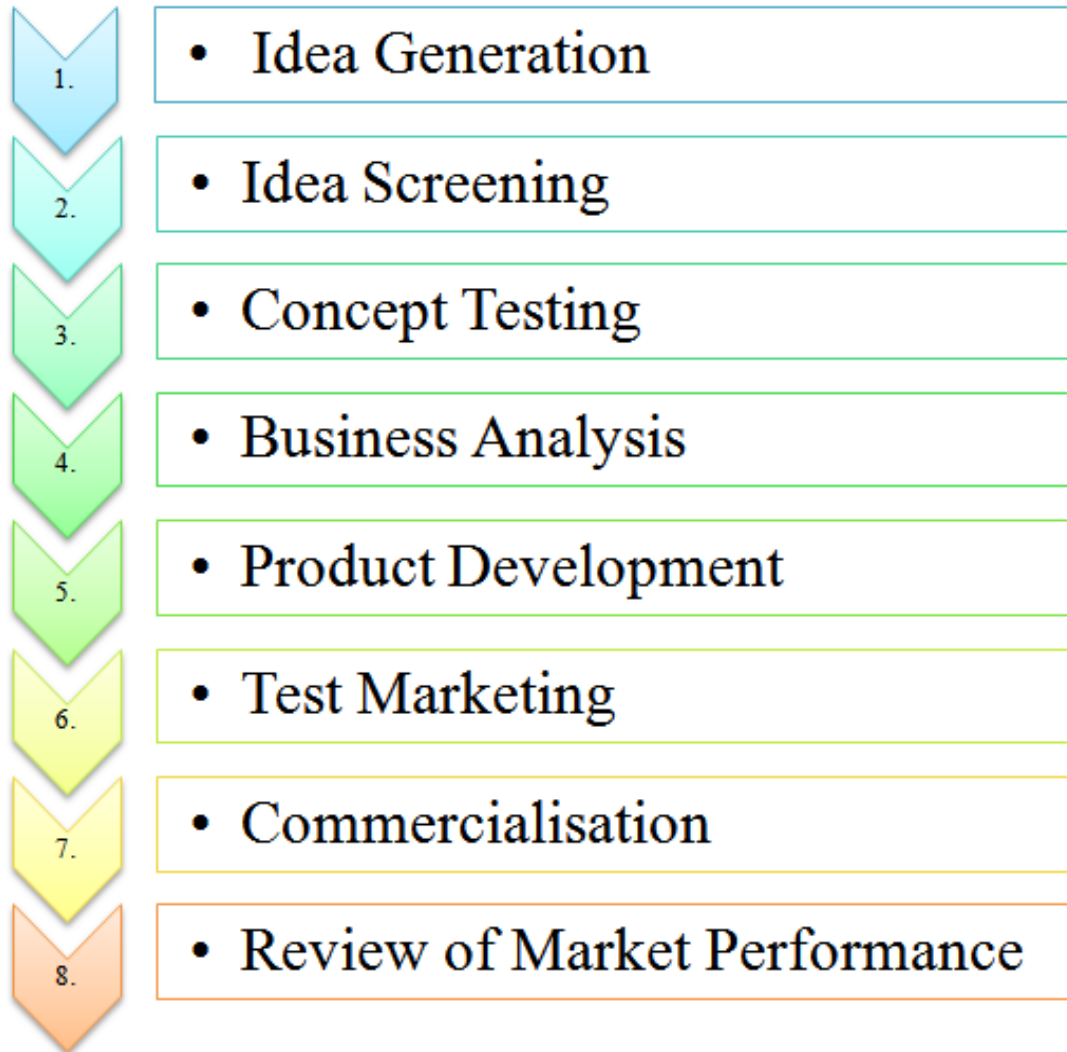 1. • Idea Generation
2. • Idea Screening
3. • Concept Testing
4. • Business Analysis
5. • Product Development
6. • Test Marketing
7. • Commercialisation
8. • Review of Market Performance